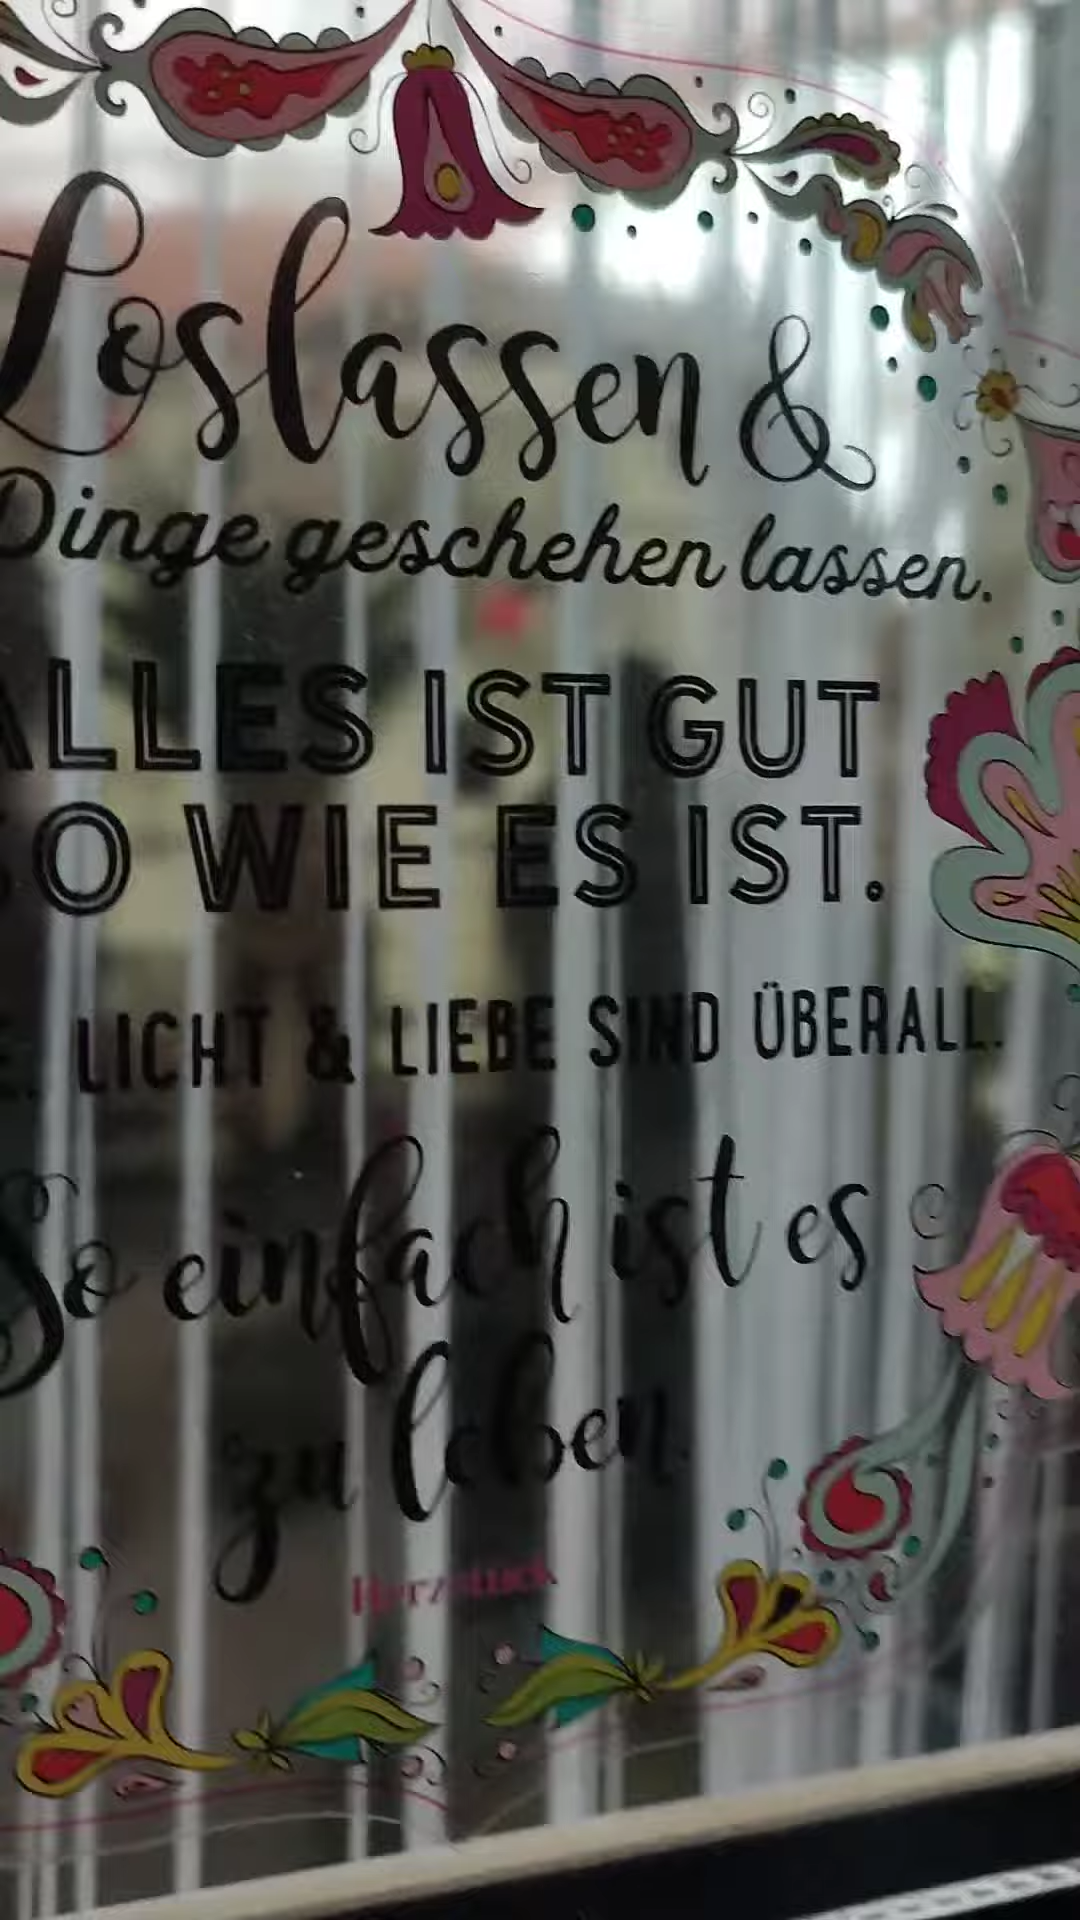 Loslassen &
Dinge geschehen lassen.
ALLES IST GUT
SO WIE ES IST.
LICHT & LIEBE SIND ÜBERALL.
So einfach ist es
zu leben.
Herzstück